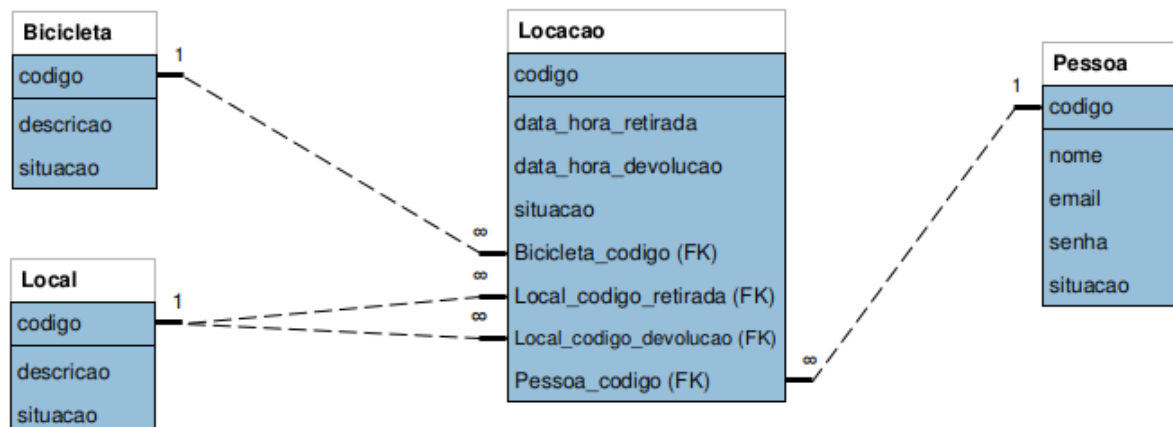 Bicicleta
codigo
descricao
situacao
1
Local
codigo
descricao
situacao
1
Locacao
codigo
data_hora_retirada
data_hora_devolucao
situacao
∞
Bicicleta_codigo (FK)
∞
Local_codigo_retirada (FK)
∞
Local_codigo_devolucao (FK)
Pessoa_codigo (FK)
∞
Pessoa
1
codigo
nome
email
senha
situacao